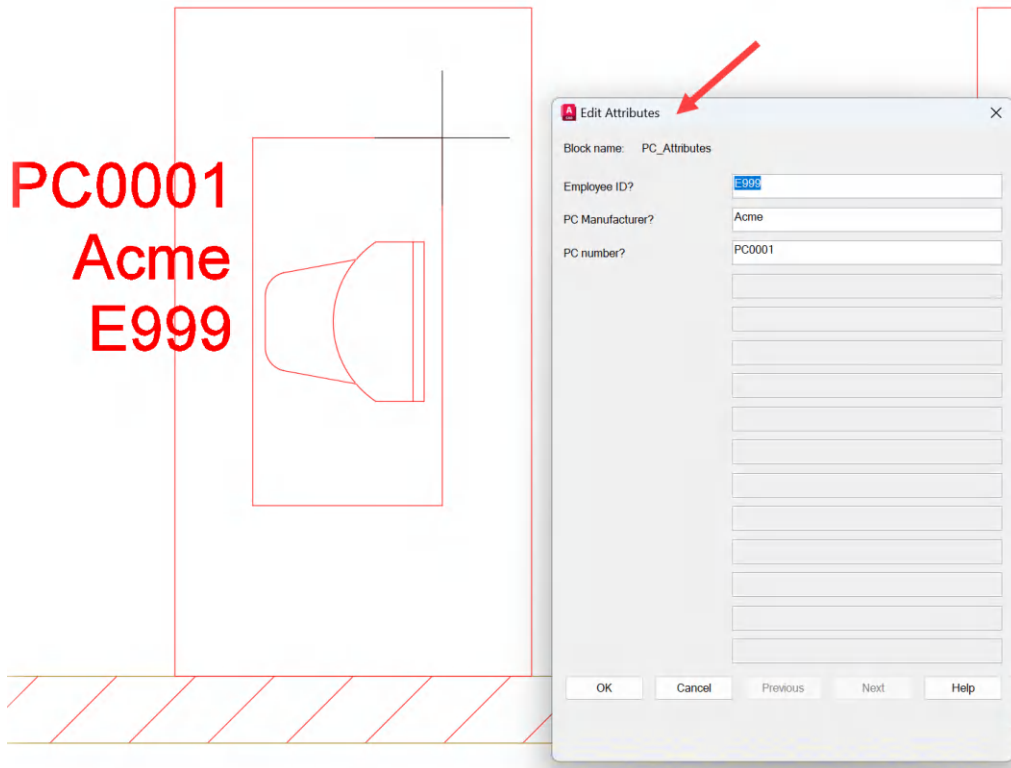 PC0001
Acme
E999
Edit Attributes
Block name: PC_Attributes
Employee ID? E999
PC Manufacturer? Acme
PC number? PC0001
OK Cancel Previous Next Help